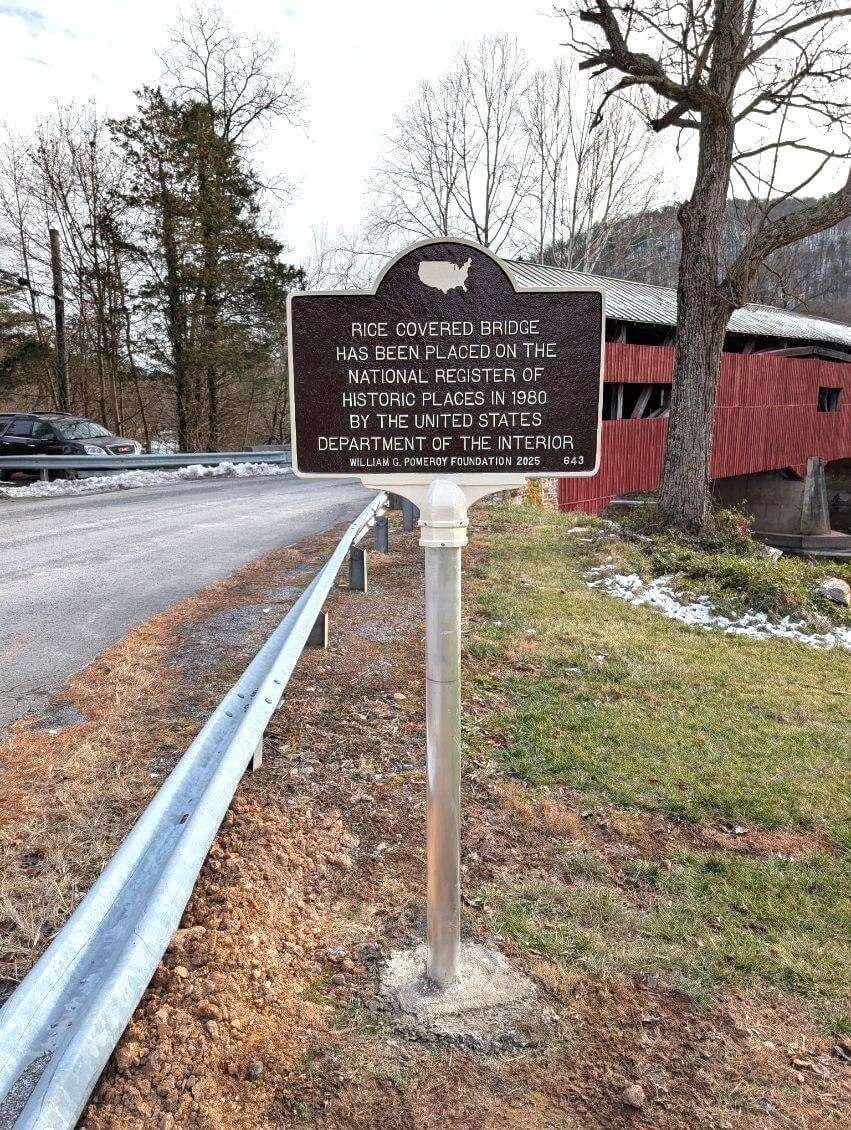 RICE COVERED BRIDGE
HAS BEEN PLACED ON THE
NATIONAL REGISTER OF
HISTORIC PLACES IN 1980
BY THE UNITED STATES
DEPARTMENT OF THE INTERIOR
WILLIAM G. POMEROY FOUNDATION 2025 643